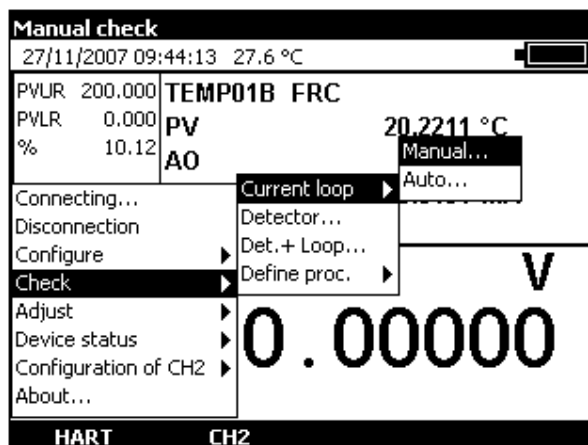 Manual check
27/11/2007 09:44:13 27.6 °C
PVUR 200.000
PVLR 0.000
% 10.12
TEMP01B FRC
PV 20.2211 °C
AO
Connecting...
Disconnection
Configure
Check
Adjust
Device status
Configuration of CH2
About...
Current loop
Detector...
Det.+ Loop...
Define proc.
Manual...
Auto...
V
0.00000
HART CH2